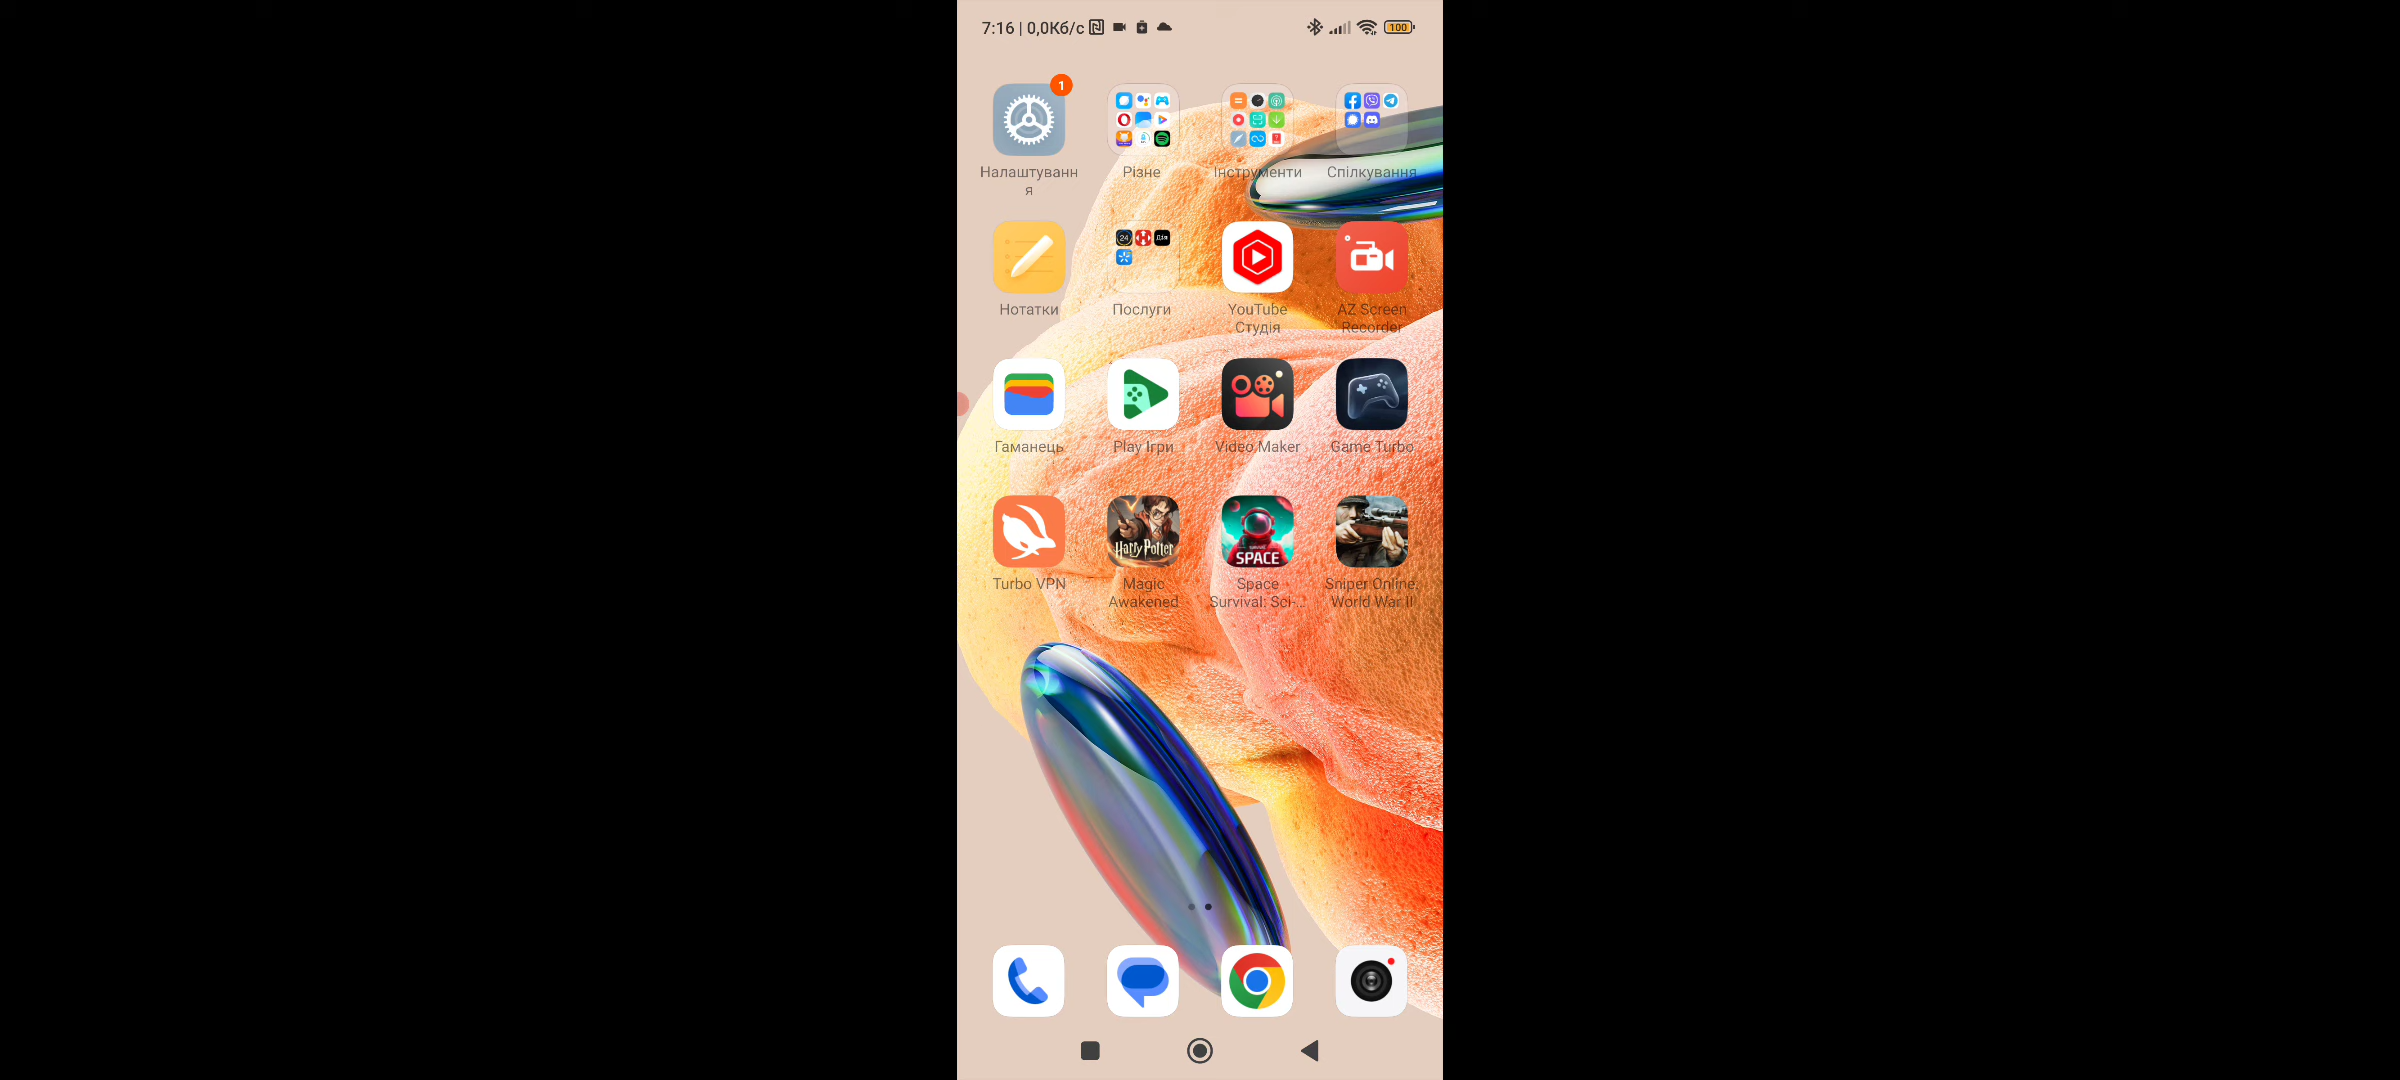 7:16 | 0,0Кб/с
100
1
Налаштуванн
я
Різне
Інструменти
Спілкування
24
Дія
Нотатки
Послуги
YouTube
Студія
AZ Screen
Recorder
Гаманець
Play Ігри
Video Maker
Game Turbo
Harry Potter
SPACE
Turbo VPN
Magic
Awakened
Space
Survival: Sci-...
Sniper Online:
World War II